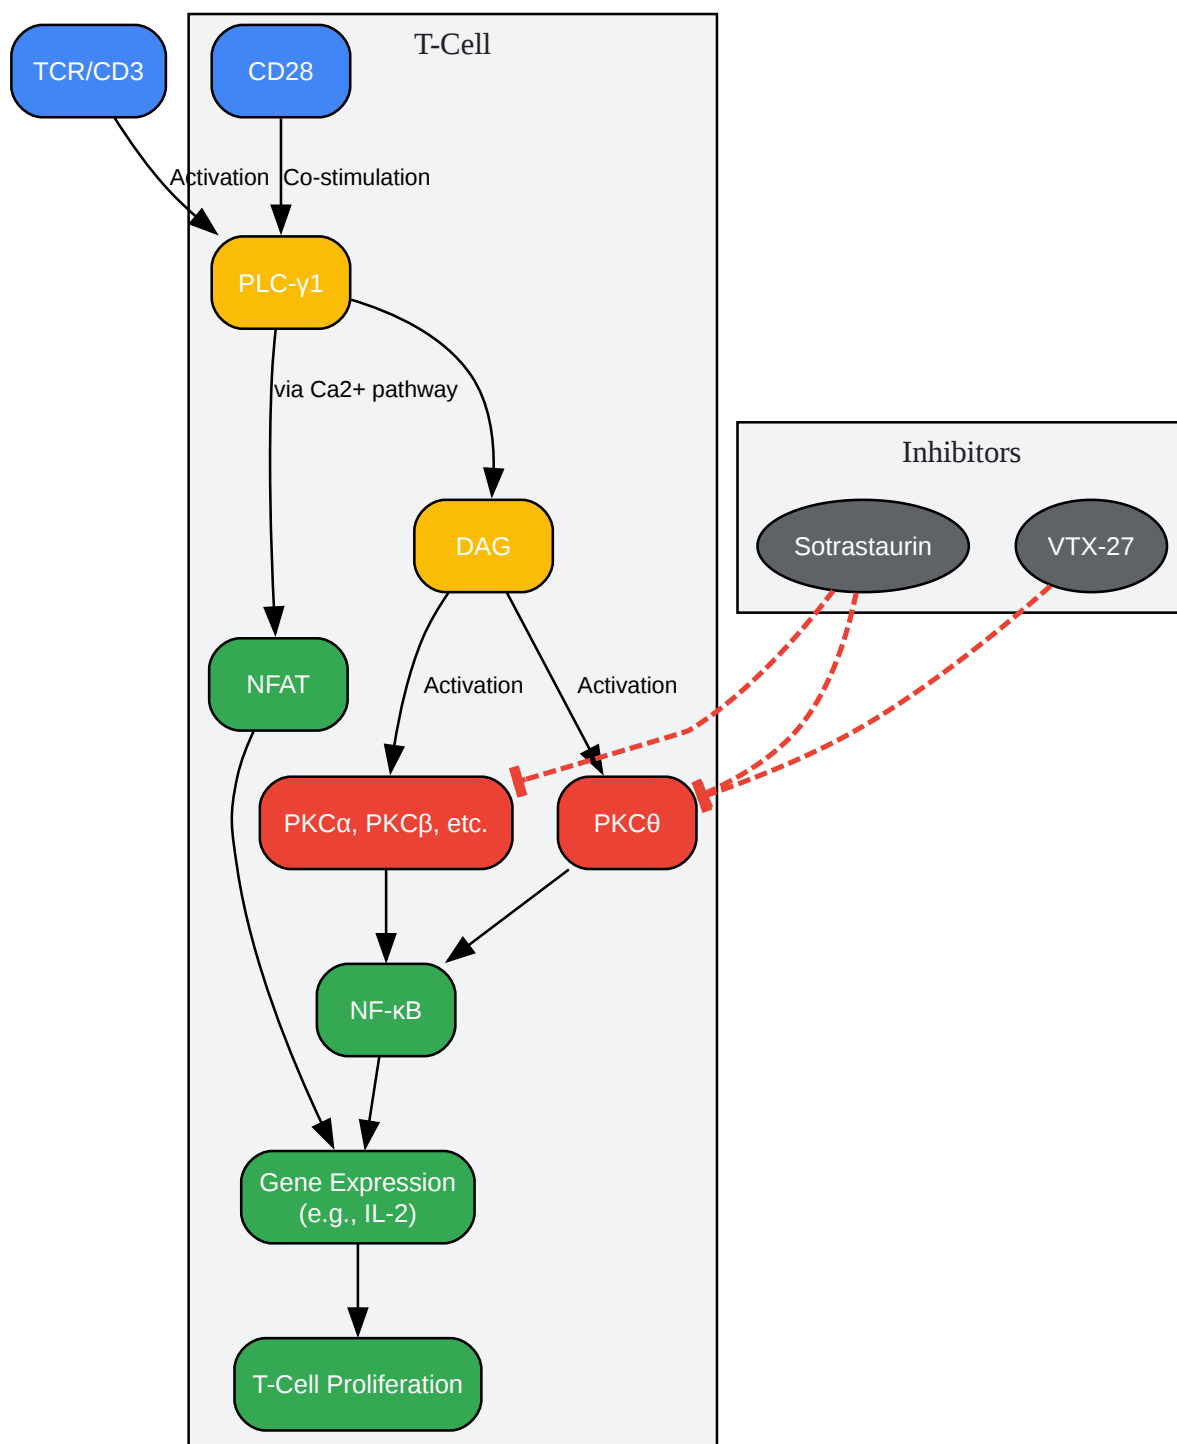 T-Cell
TCR/CD3
CD28
Activation
Co-stimulation
PLC-γ1
via Ca2+ pathway
Inhibitors
DAG
Sotrastaurin
VTX-27
NFAT
Activation
Activation
PKCα, PKCβ, etc.
PKCθ
NF-κB
Gene Expression
(e.g., IL-2)
T-Cell Proliferation